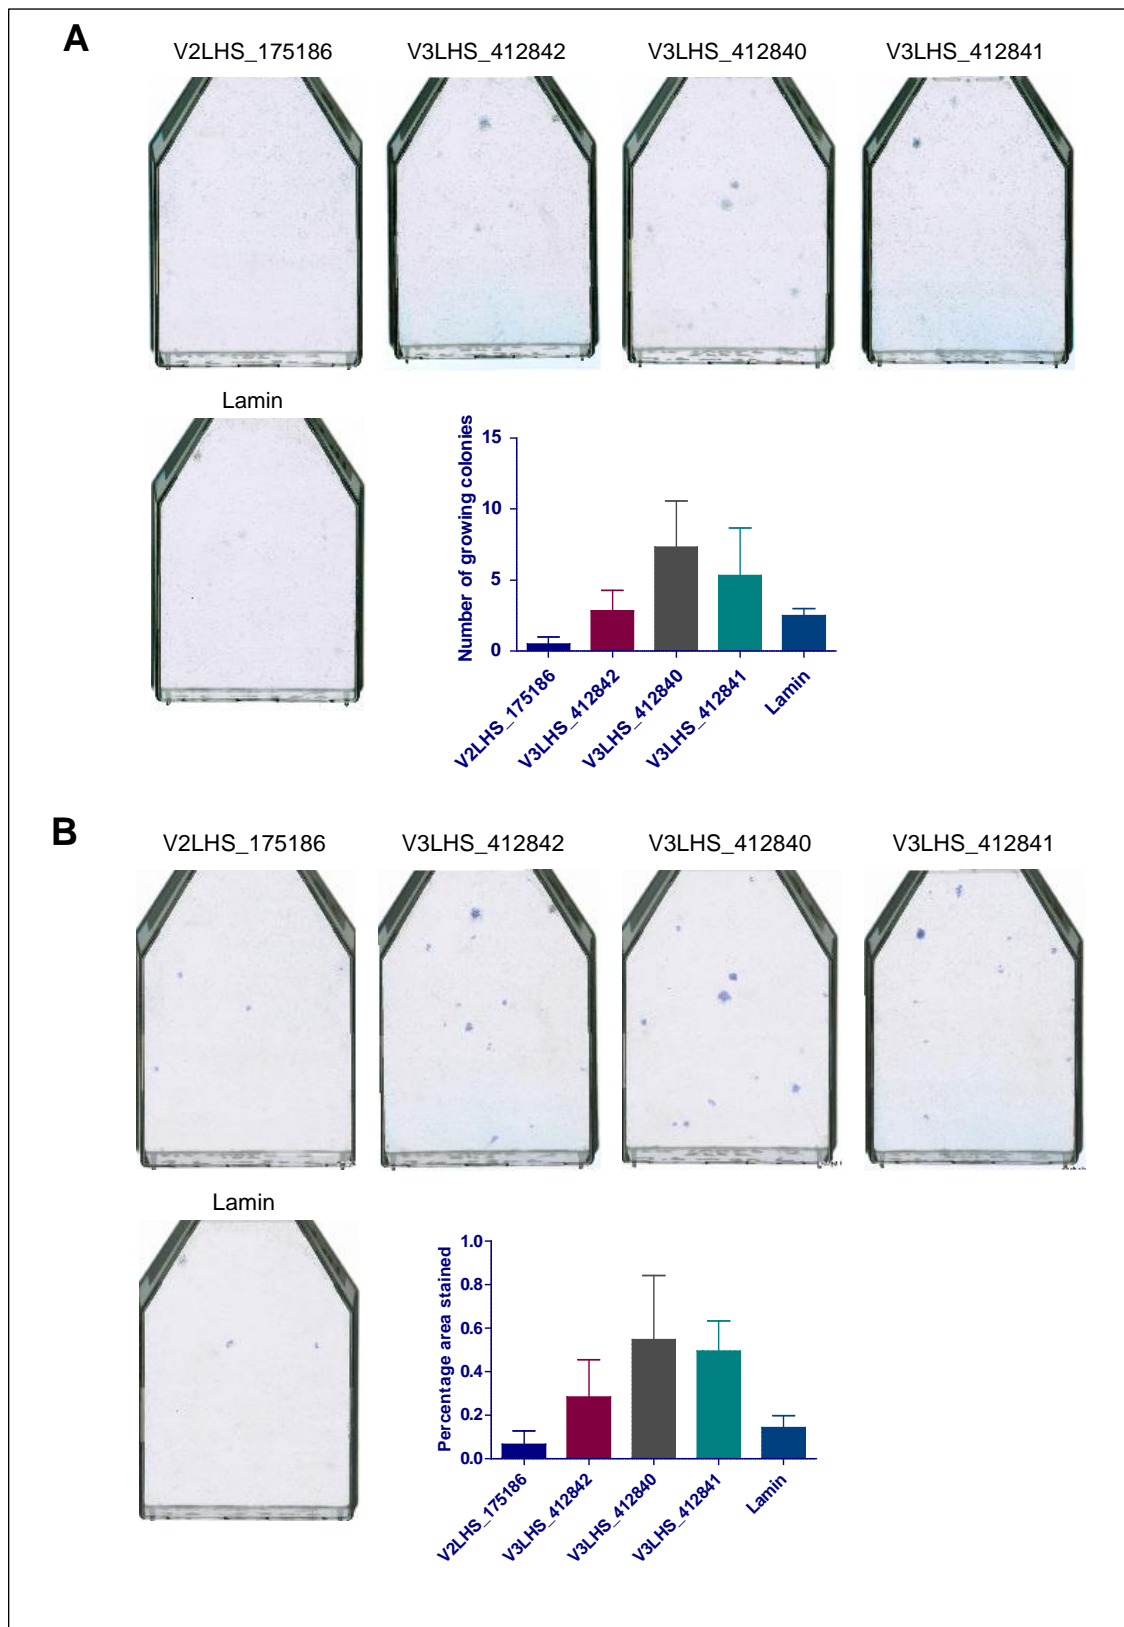 A
V2LHS_175186 V3LHS_412842 V3LHS_412840 V3LHS_412841
Lamin
Number of growing colonies
15
10
5
0
V2LHS_175186 V3LHS_412842 V3LHS_412840 V3LHS_412841 Lamin
B
V2LHS_175186 V3LHS_412842 V3LHS_412840 V3LHS_412841
Lamin
Percentage area stained
1.0
0.8
0.6
0.4
0.2
0.0
V2LHS_175186 V3LHS_412842 V3LHS_412840 V3LHS_412841 Lamin